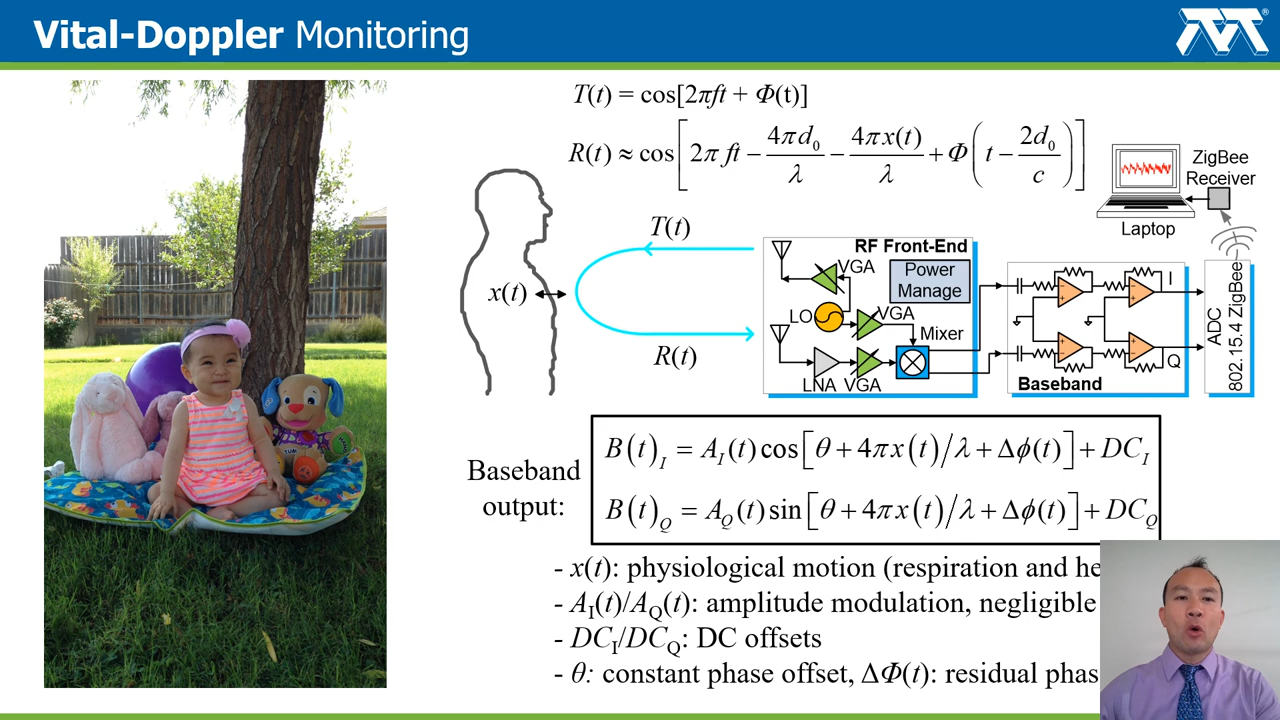 Vital-Doppler Monitoring
T(t) = cos[2πft + Φ(t)]
R(t) ≈ cos[2π ft − 4πd₀/λ − 4πx(t)/λ + Φ(t − 2d₀/c)]
ZigBee
Receiver
Laptop
T(t)
x(t)
R(t)
RF Front-End
VGA
Power
Manage
LO
VGA
Mixer
LNA
VGA
I
Q
Baseband
ADC
802.15.4 ZigBee
Baseband
output:
B(t)_I = A_I(t)cos[θ + 4πx(t)/λ + Δϕ(t)] + DC_I
B(t)_Q = A_Q(t)sin[θ + 4πx(t)/λ + Δϕ(t)] + DC_Q
- x(t): physiological motion (respiration and he
- A_I(t)/A_Q(t): amplitude modulation, negligible
- DC_I/DC_Q: DC offsets
- θ: constant phase offset, ΔΦ(t): residual phas